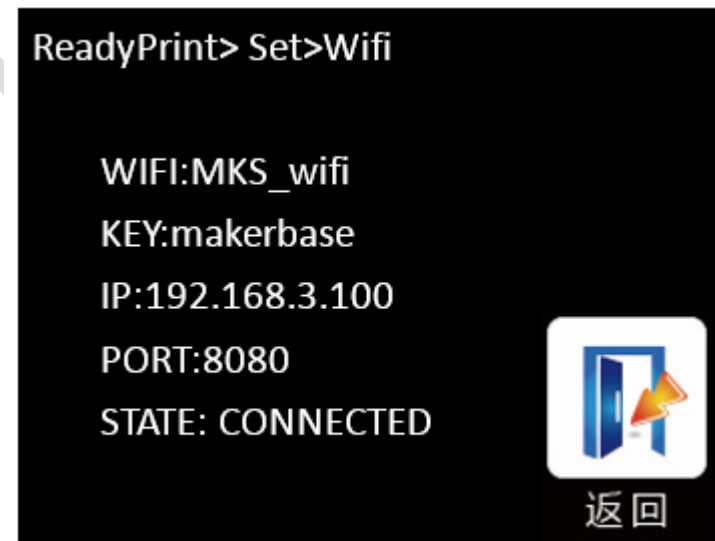 ReadyPrint> Set>Wifi
WIFI:MKS_wifi
KEY:makerbase
IP:192.168.3.100
PORT:8080
STATE: CONNECTED
返回